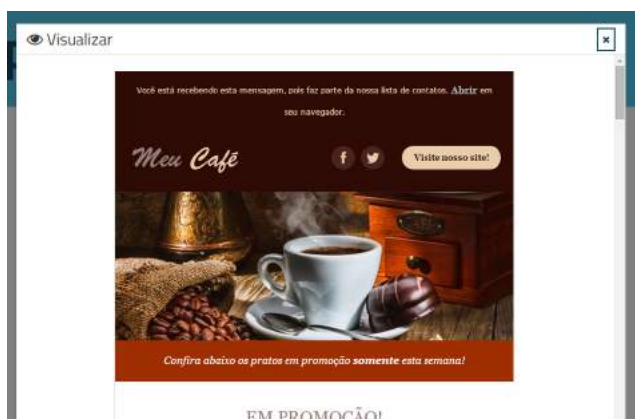 Visualizar
Você está recebendo esta mensagem, pois faz parte da nossa lista de contatos. Abrir em
seu navegador.
Meu Café
Visite nosso site!
Confira abaixo os pratos em promoção somente esta semana!
EM PROMOÇÃO!